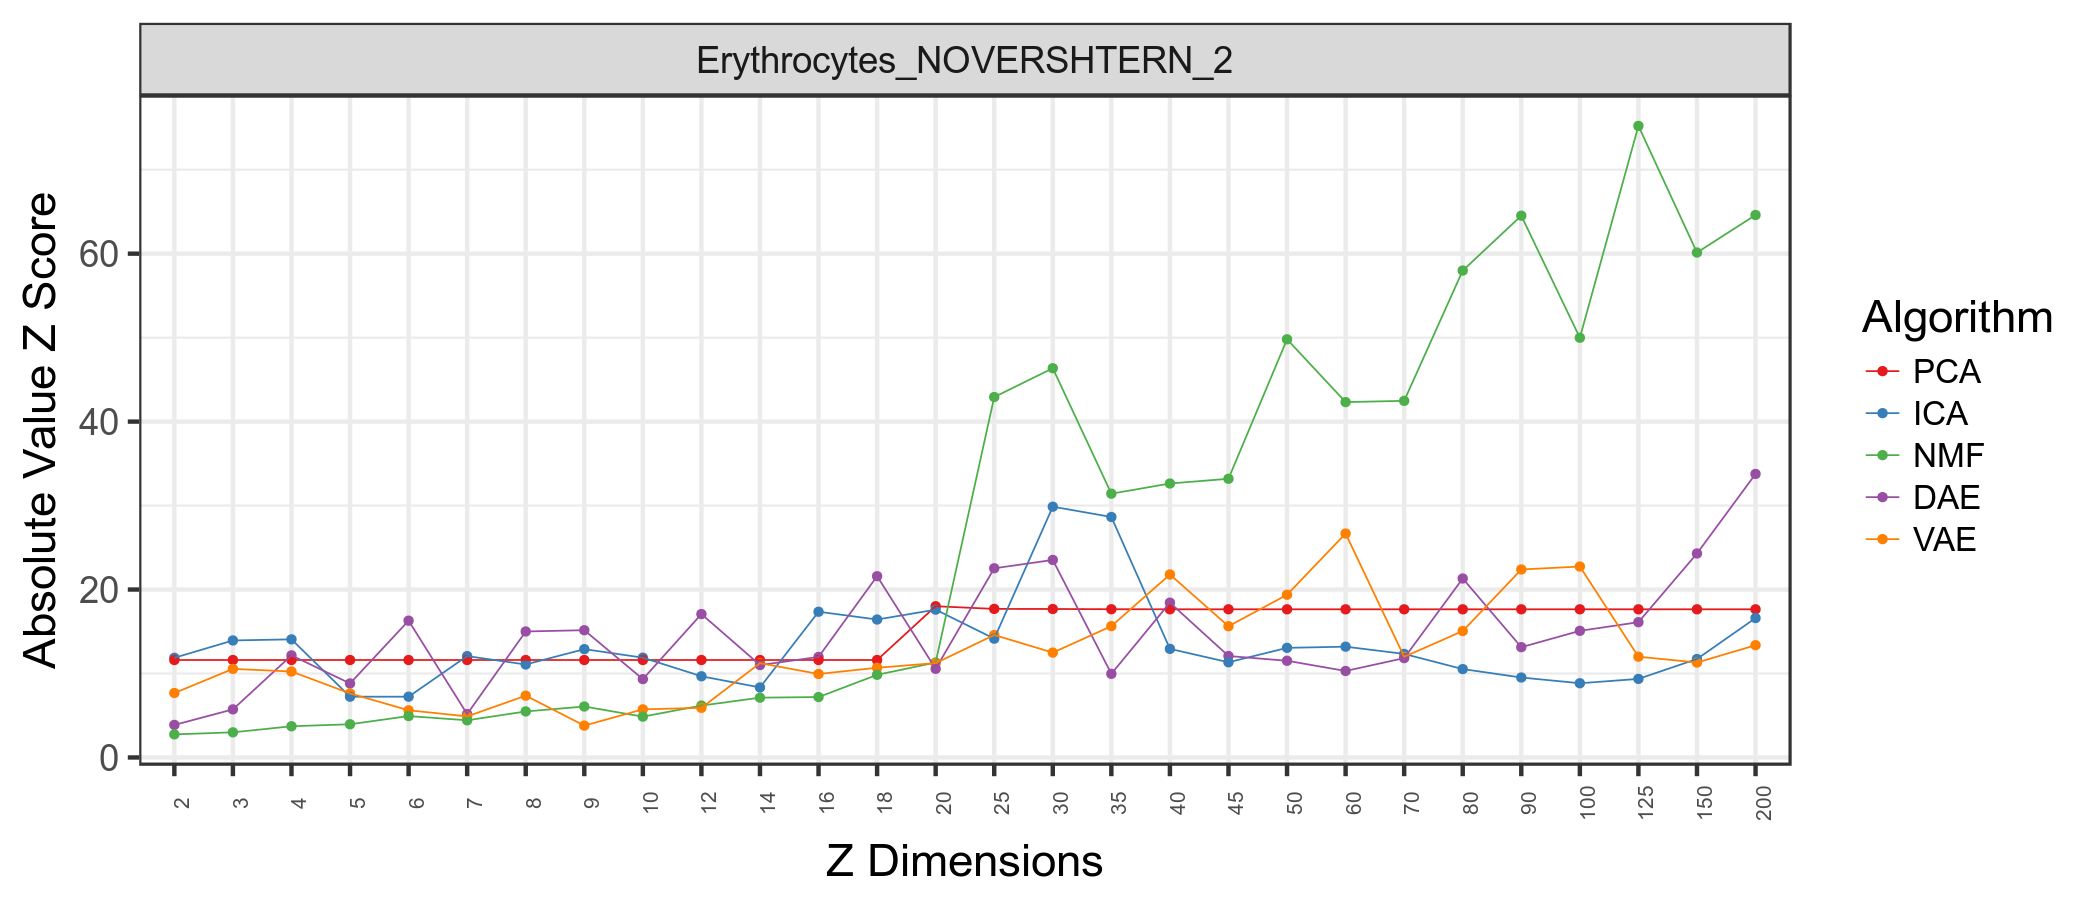 Erythrocytes_NOVERSHTERN_2
Absolute Value Z Score
60
40
20
0
2 3 4 5 6 7 8 9 10 12 14 16 18 20 25 30 35 40 45 50 60 70 80 90 100 125 150 200
Z Dimensions
Algorithm
PCA
ICA
NMF
DAE
VAE